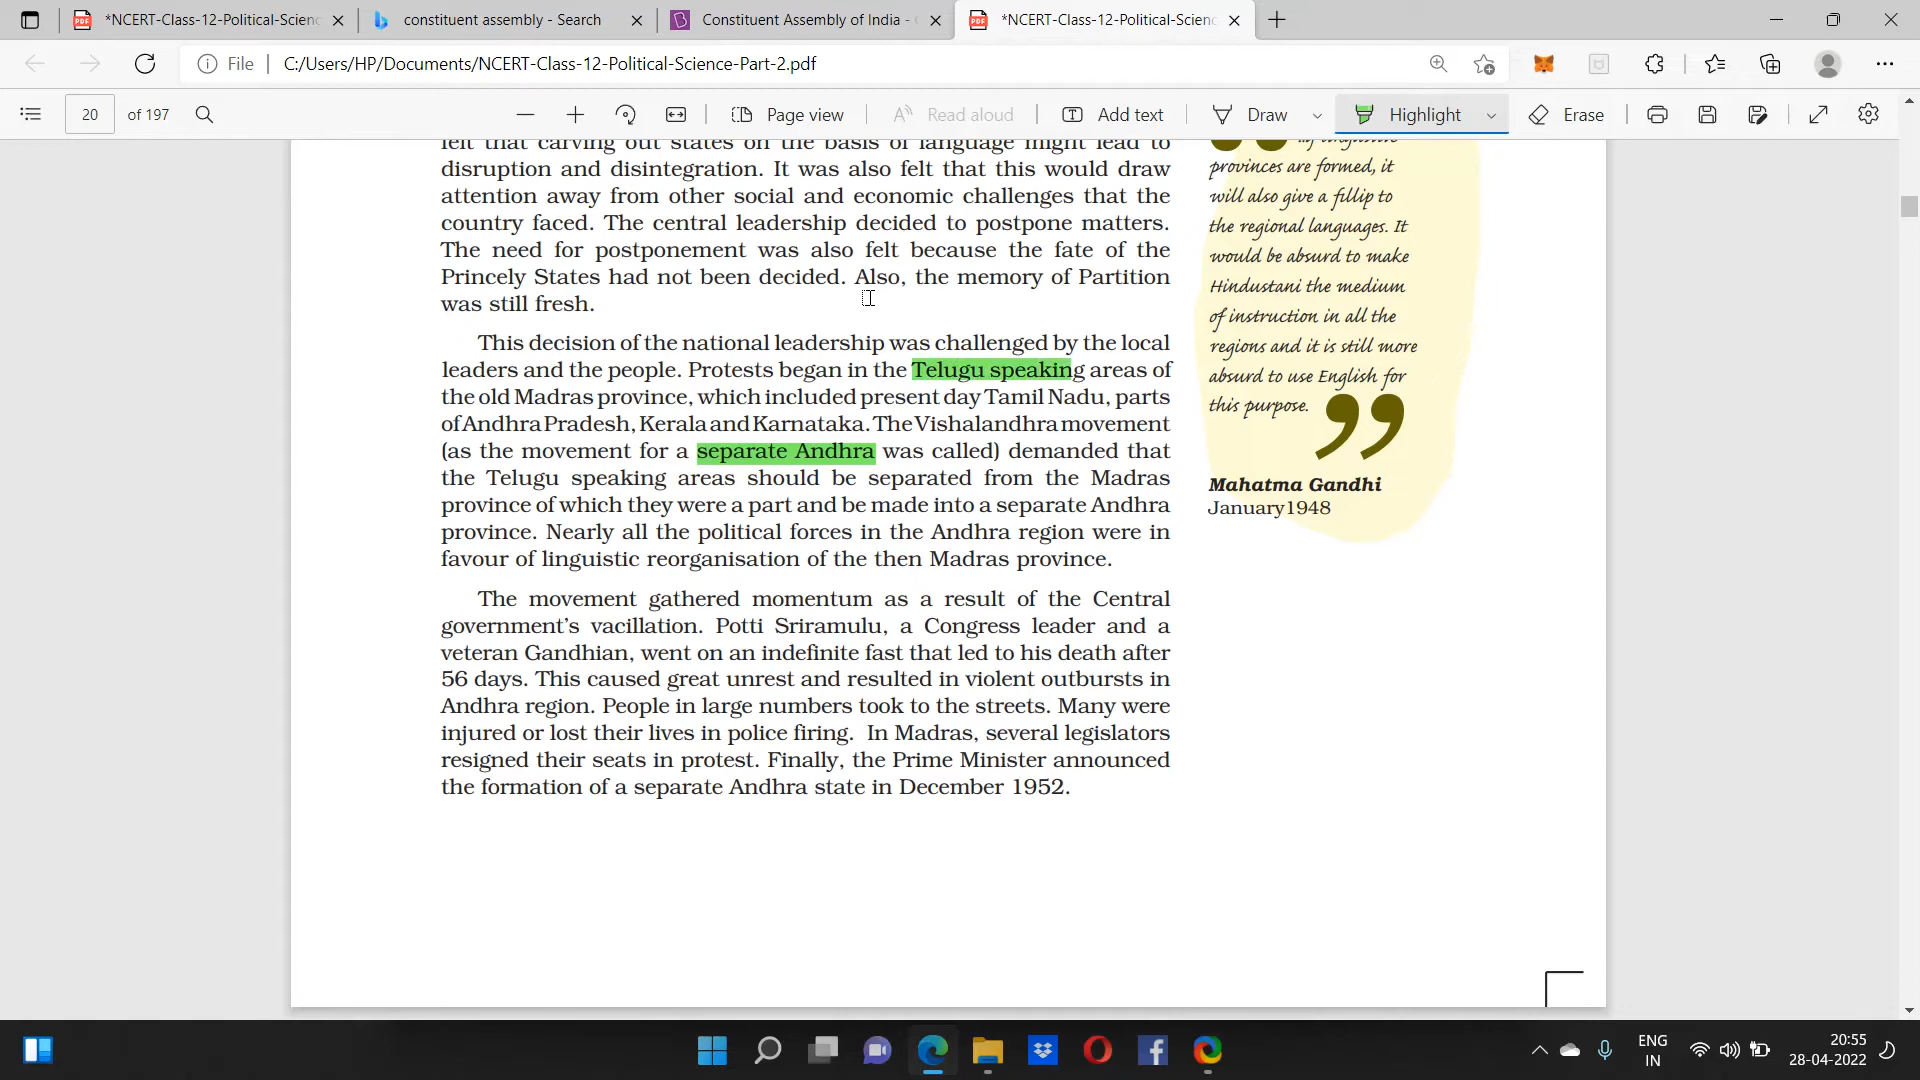 *NCERT-Class-12-Political-Scienc
constituent assembly - Search
Constituent Assembly of India -
*NCERT-Class-12-Political-Scienc
File
C:/Users/HP/Documents/NCERT-Class-12-Political-Science-Part-2.pdf
20 of 197
Page view
Read aloud
Add text
Draw
Highlight
Erase
felt that carving out states on the basis of language might lead to
disruption and disintegration. It was also felt that this would draw
attention away from other social and economic challenges that the
country faced. The central leadership decided to postpone matters.
The need for postponement was also felt because the fate of the
Princely States had not been decided. Also, the memory of Partition
was still fresh.
This decision of the national leadership was challenged by the local
leaders and the people. Protests began in the Telugu speaking areas of
the old Madras province, which included present day Tamil Nadu, parts
of Andhra Pradesh, Kerala and Karnataka. The Vishalandhra movement
(as the movement for a separate Andhra was called) demanded that
the Telugu speaking areas should be separated from the Madras
province of which they were a part and be made into a separate Andhra
province. Nearly all the political forces in the Andhra region were in
favour of linguistic reorganisation of the then Madras province.
The movement gathered momentum as a result of the Central
government's vacillation. Potti Sriramulu, a Congress leader and a
veteran Gandhian, went on an indefinite fast that led to his death after
56 days. This caused great unrest and resulted in violent outbursts in
Andhra region. People in large numbers took to the streets. Many were
injured or lost their lives in police firing. In Madras, several legislators
resigned their seats in protest. Finally, the Prime Minister announced
the formation of a separate Andhra state in December 1952.
linguistic
provinces are formed, it
will also give a fillip to
the regional languages. It
would be absurd to make
Hindustani the medium
of instruction in all the
regions and it is still more
absurd to use English for
this purpose. ”
Mahatma Gandhi
January1948
ENG
IN
20:55
28-04-2022